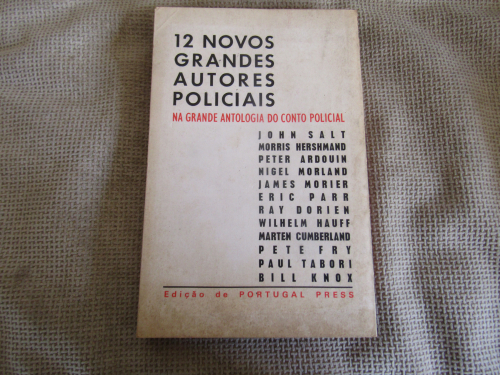 12 NOVOS
GRANDES
AUTORES
POLICIAIS
NA GRANDE ANTOLOGIA DO CONTO POLICIAL
JOHN SALT
MORRIS HERSHMAND
PETER ARDOUIN
NIGEL MORLAND
JAMES MORIER
ERIC PARR
RAY DORIEN
WILHELM HAUFF
MARTEN CUMBERLAND
PETE FRY
PAUL TABORI
BILL KNOX
Edição de PORTUGAL PRESS